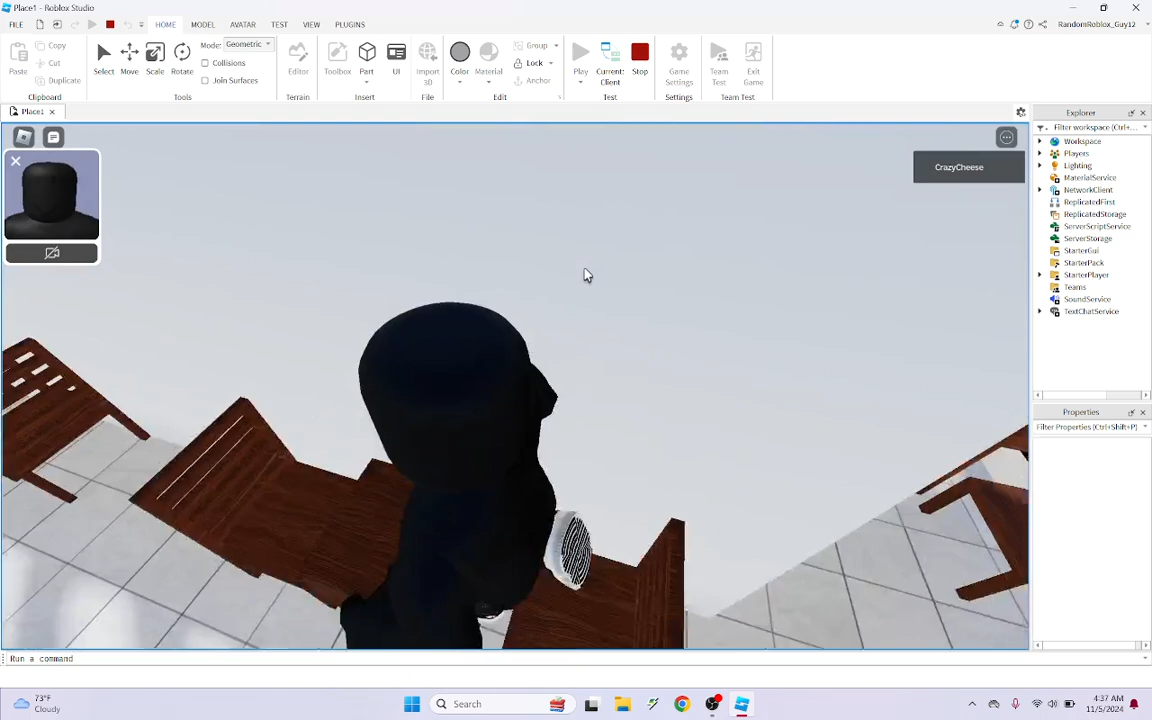 Place1 - Roblox Studio
FILE HOME MODEL AVATAR TEST VIEW PLUGINS RandomRoblox_Guy12
Paste Copy Cut Duplicate
Select Move Scale Rotate
Mode: Geometric
Collisions
Join Surfaces
Editor
Toolbox Part UI
Import 3D
Color Material
Group
Lock
Anchor
Play Current: Client Stop
Game Settings
Team Test Exit Game
Clipboard Tools Terrain Insert File Edit Test Settings Team Test
Place1
CrazyCheese
Explorer
Filter workspace (Ctrl+...
Workspace
Players
Lighting
MaterialService
NetworkClient
ReplicatedFirst
ReplicatedStorage
ServerScriptService
ServerStorage
StarterGui
StarterPack
StarterPlayer
Teams
SoundService
TextChatService
Properties
Filter Properties (Ctrl+Shift+P)
Run a command
73°F
Cloudy
Search
4:37 AM
11/5/2024